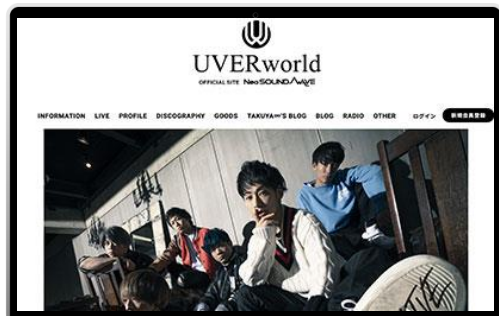 UVERworld
OFFICIAL SITE Neo SOUND WAVE
INFORMATION LIVE PROFILE DISCOGRAPHY GOODS TAKUYA∞'S BLOG BLOG RADIO OTHER ログイン 新規会員登録